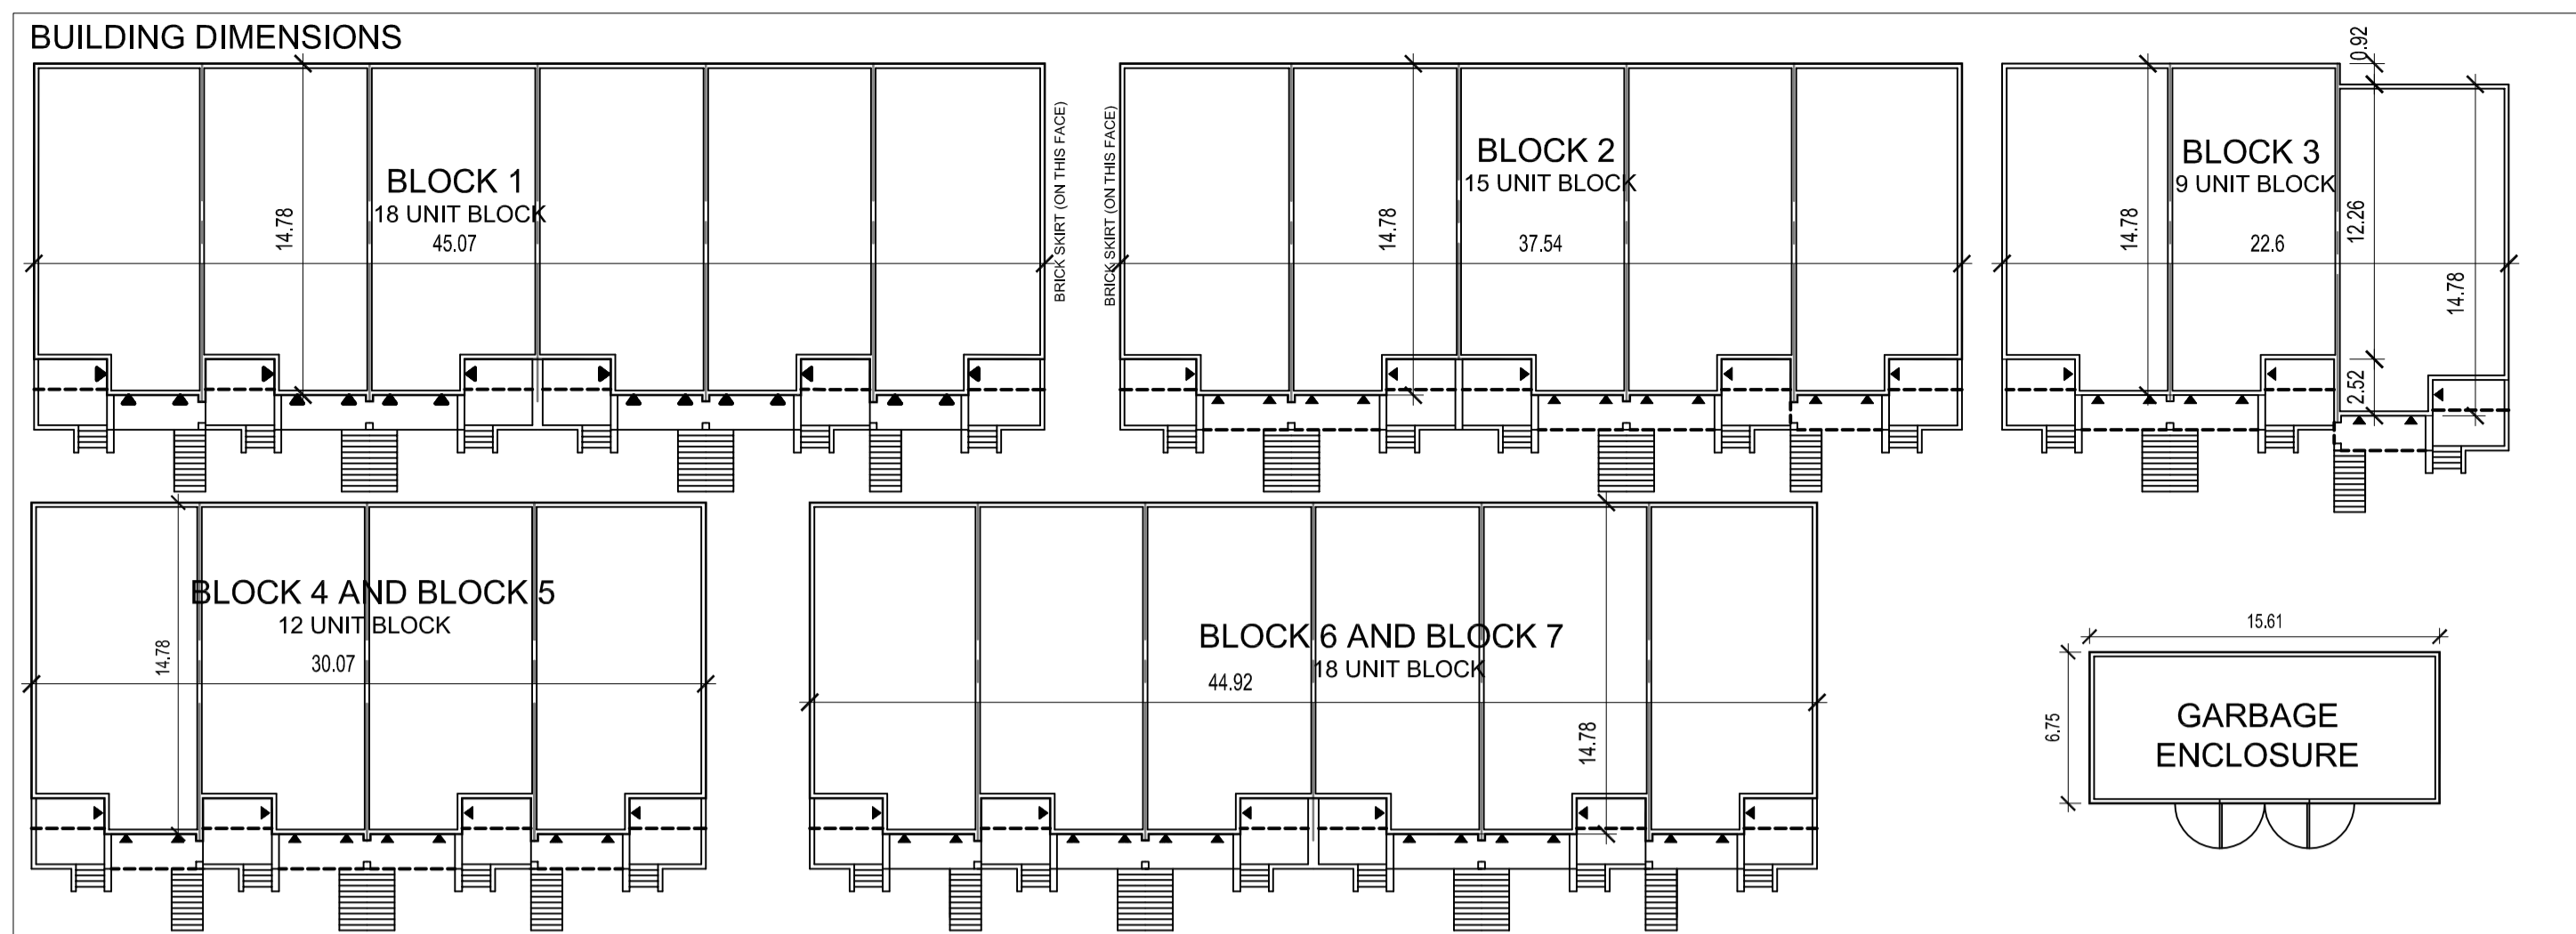 BUILDING DIMENSIONS
BLOCK 1
18 UNIT BLOCK
45.07
14.78
BRICK SKIRT (ON THIS FACE)
BRICK SKIRT (ON THIS FACE)
BLOCK 2
15 UNIT BLOCK
37.54
14.78
BLOCK 3
9 UNIT BLOCK
22.6
14.78
0.92
12.26
2.52
14.78
BLOCK 4 AND BLOCK 5
12 UNIT BLOCK
30.07
14.78
BLOCK 6 AND BLOCK 7
18 UNIT BLOCK
44.92
14.78
15.61
6.75
GARBAGE
ENCLOSURE